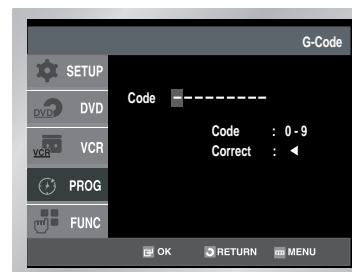 G-Code
SETUP
DVD DVD
VCR VCR
PROG
FUNC
Code ---------
Code : 0 - 9
Correct : ◄
OK RETURN MENU